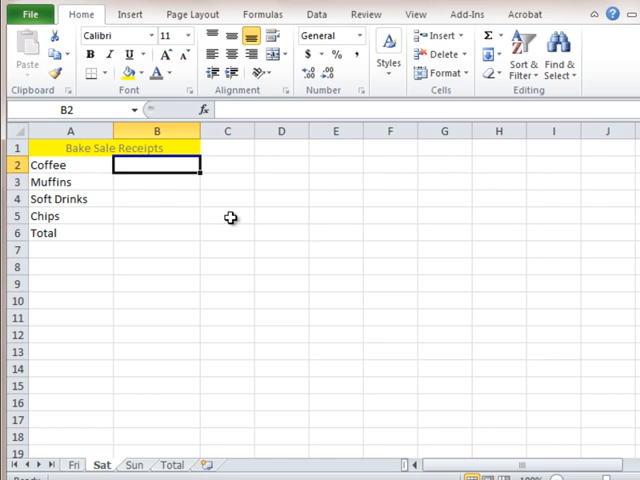 File Home Insert Page Layout Formulas Data Review View Add-Ins Acrobat
Calibri 11 General Σ Insert
B I U A A $ % , Delete
Paste A Styles Format Sort & Filter Find & Select
Clipboard Font Alignment Number Cells Editing
B2 fx
A B C D E F G H I J
1 Bake Sale Receipts
2 Coffee
3 Muffins
4 Soft Drinks
5 Chips
6 Total
7
8
9
10
11
12
13
14
15
16
17
18
19
Fri Sat Sun Total
Ready 100%